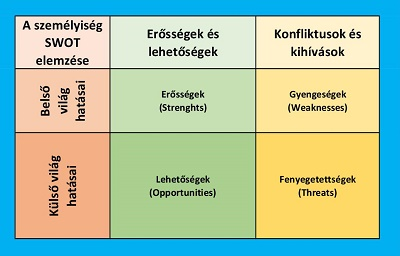 A személyiség
SWOT
elemzése
Erősségek és
lehetőségek
Konfliktusok és
kihívások
Belső
világ
hatásai
Erősségek
(Strenghts)
Gyengeségek
(Weaknesses)
Külső világ
hatásai
Lehetőségek
(Opportunities)
Fenyegetettségek
(Threats)